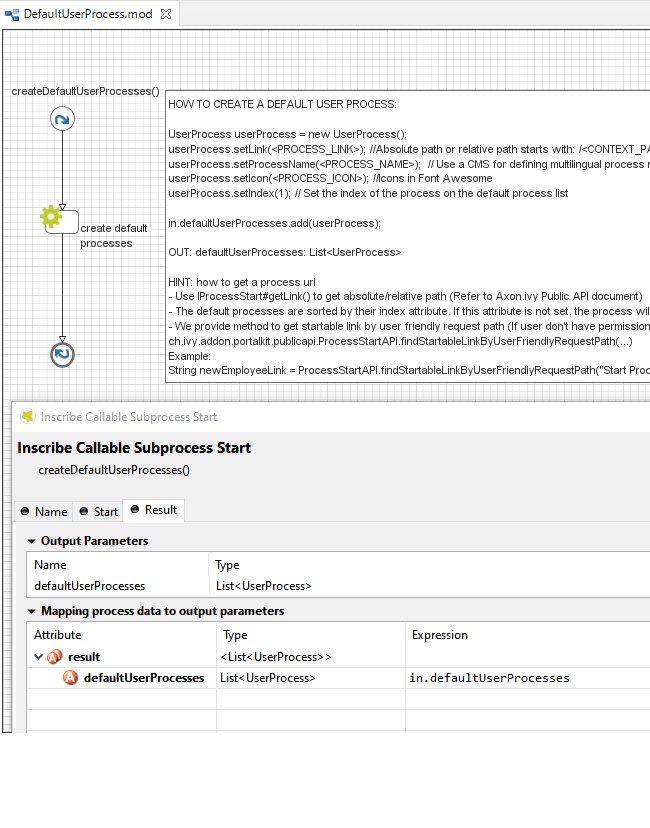 DefaultUserProcess.mod
createDefaultUserProcesses()
HOW TO CREATE A DEFAULT USER PROCESS:
UserProcess userProcess = new UserProcess();
userProcess.setLink(<PROCESS_LINK>); //Absolute path or relative path starts with: /<CONTEXT_PA
userProcess.setProcessName(<PROCESS_NAME>); // Use a CMS for defining multilingual process
userProcess.setIcon(<PROCESS_ICON>); //Icons in Font Awesome
userProcess.setIndex(1); // Set the index of the process on the default process list
in.defaultUserProcesses.add(userProcess);
create default
processes
OUT: defaultUserProcesses: List<UserProcess>
HINT: how to get a process url
- Use IProcessStart#getLink() to get absolute/relative path (Refer to Axon.ivy Public API document)
- The default processes are sorted by their index attribute. If this attribute is not set, the process wil
- We provide method to get startable link by user friendly request path (If user don't have permission
ch.ivy.addon.portalkit.publicapi.ProcessStartAPI.findStartableLinkByUserFriendlyRequestPath(...)
Example:
String newEmployeeLink = ProcessStartAPI.findStartableLinkByUserFriendlyRequestPath("Start Proc
Inscribe Callable Subprocess Start
Inscribe Callable Subprocess Start
createDefaultUserProcesses()
Name Start Result
Output Parameters
Name Type
defaultUserProcesses List<UserProcess>
Mapping process data to output parameters
Attribute Type Expression
result <List<UserProcess>>
defaultUserProcesses List<UserProcess> in.defaultUserProcesses